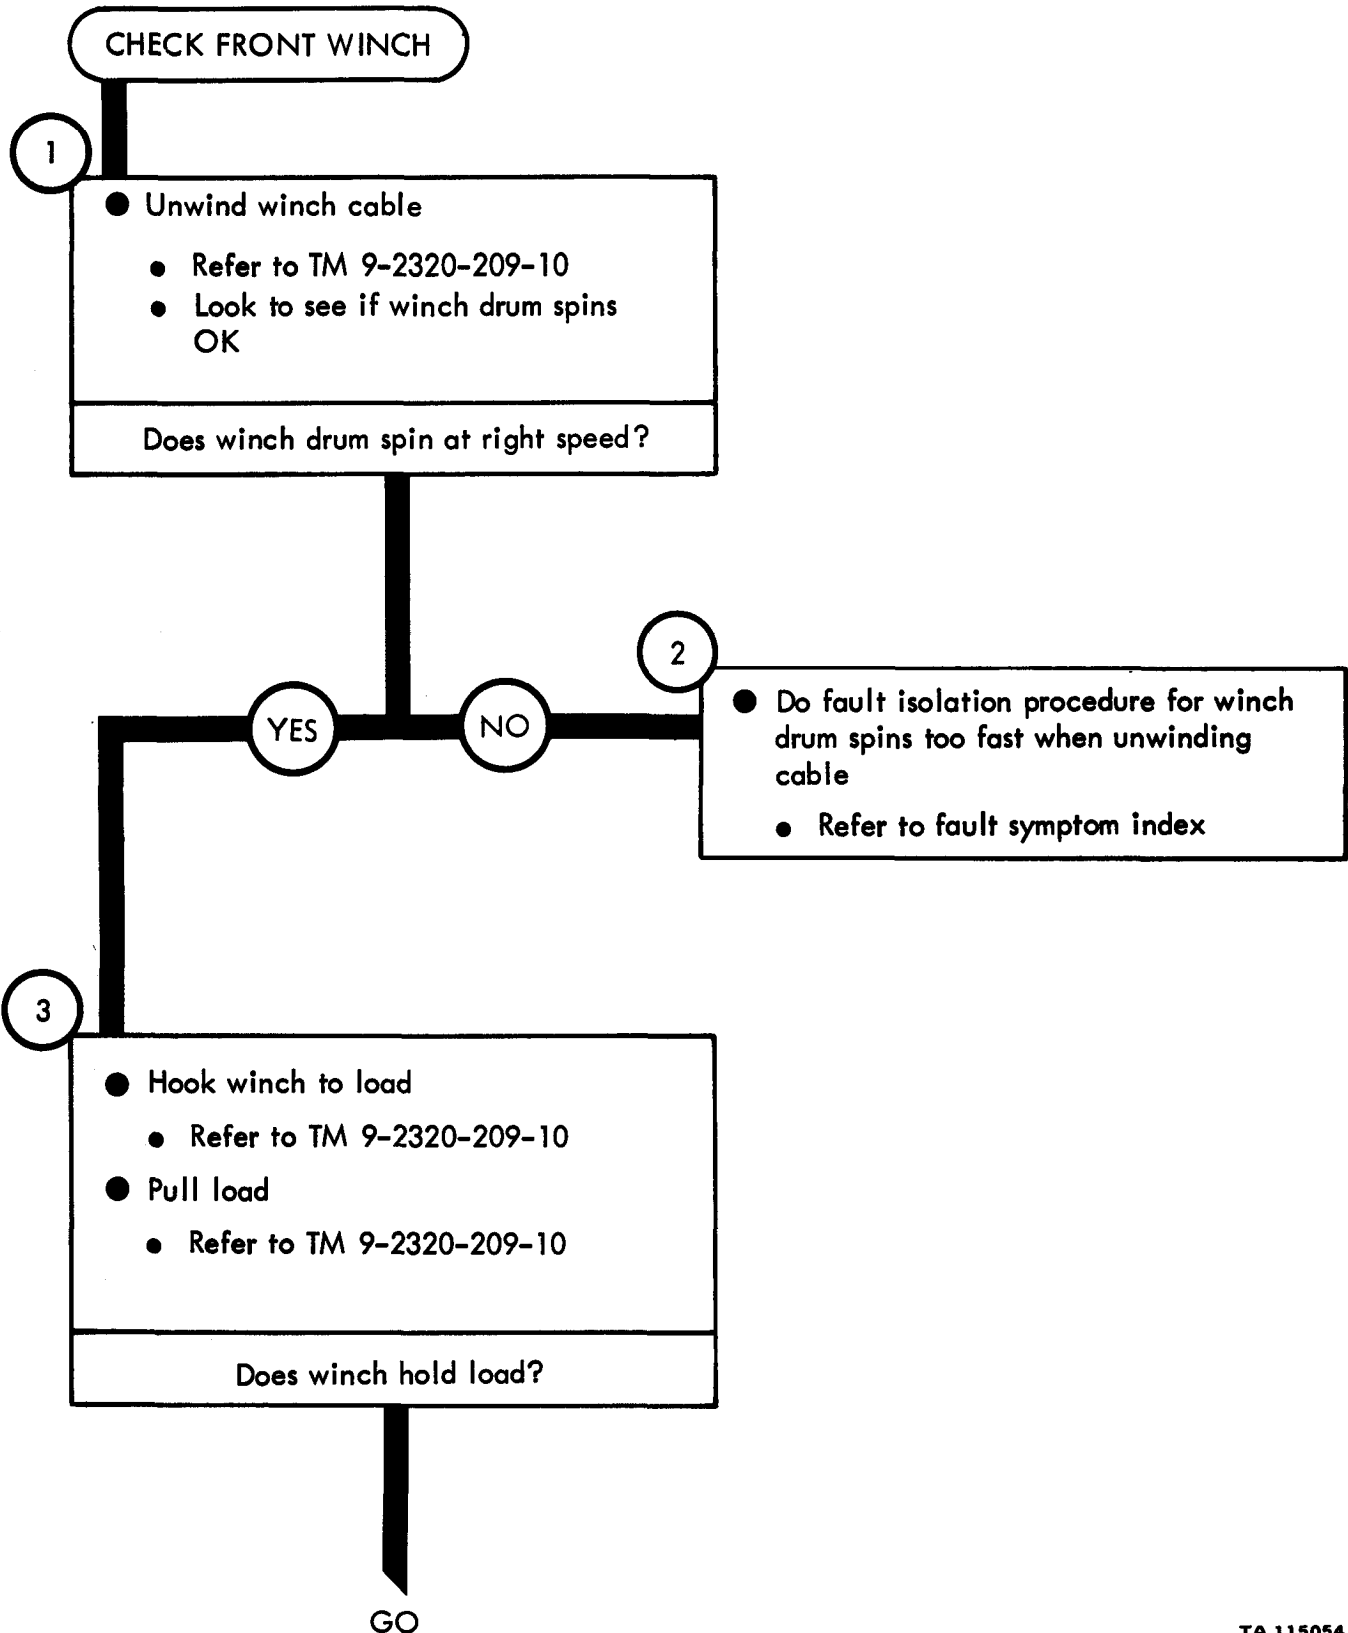 CHECK FRONT WINCH
1
● Unwind winch cable
● Refer to TM 9-2320-209-10
● Look to see if winch drum spins
OK
Does winch drum spin at right speed?
YES
NO
2
● Do fault isolation procedure for winch
drum spins too fast when unwinding
cable
● Refer to fault symptom index
3
● Hook winch to load
● Refer to TM 9-2320-209-10
● Pull load
● Refer to TM 9-2320-209-10
Does winch hold load?
GO
TA 115054